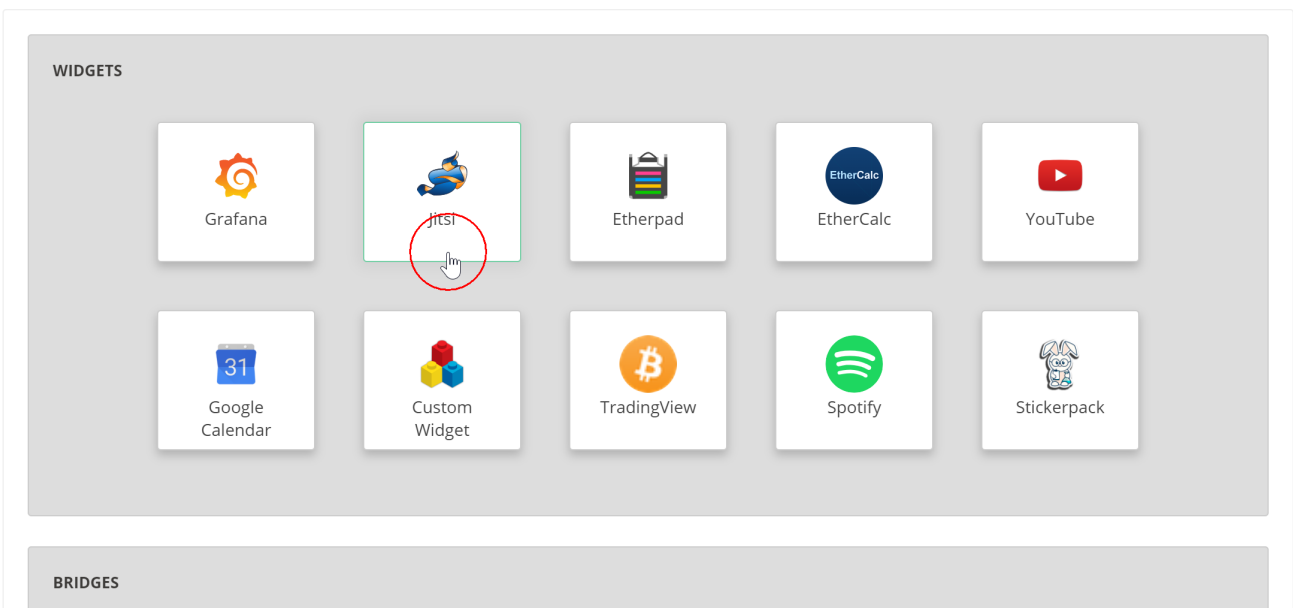 WIDGETS
Grafana
Jitsi
Etherpad
EtherCalc
EtherCalc
YouTube
31
Google
Calendar
Custom
Widget
TradingView
Spotify
Stickerpack
BRIDGES